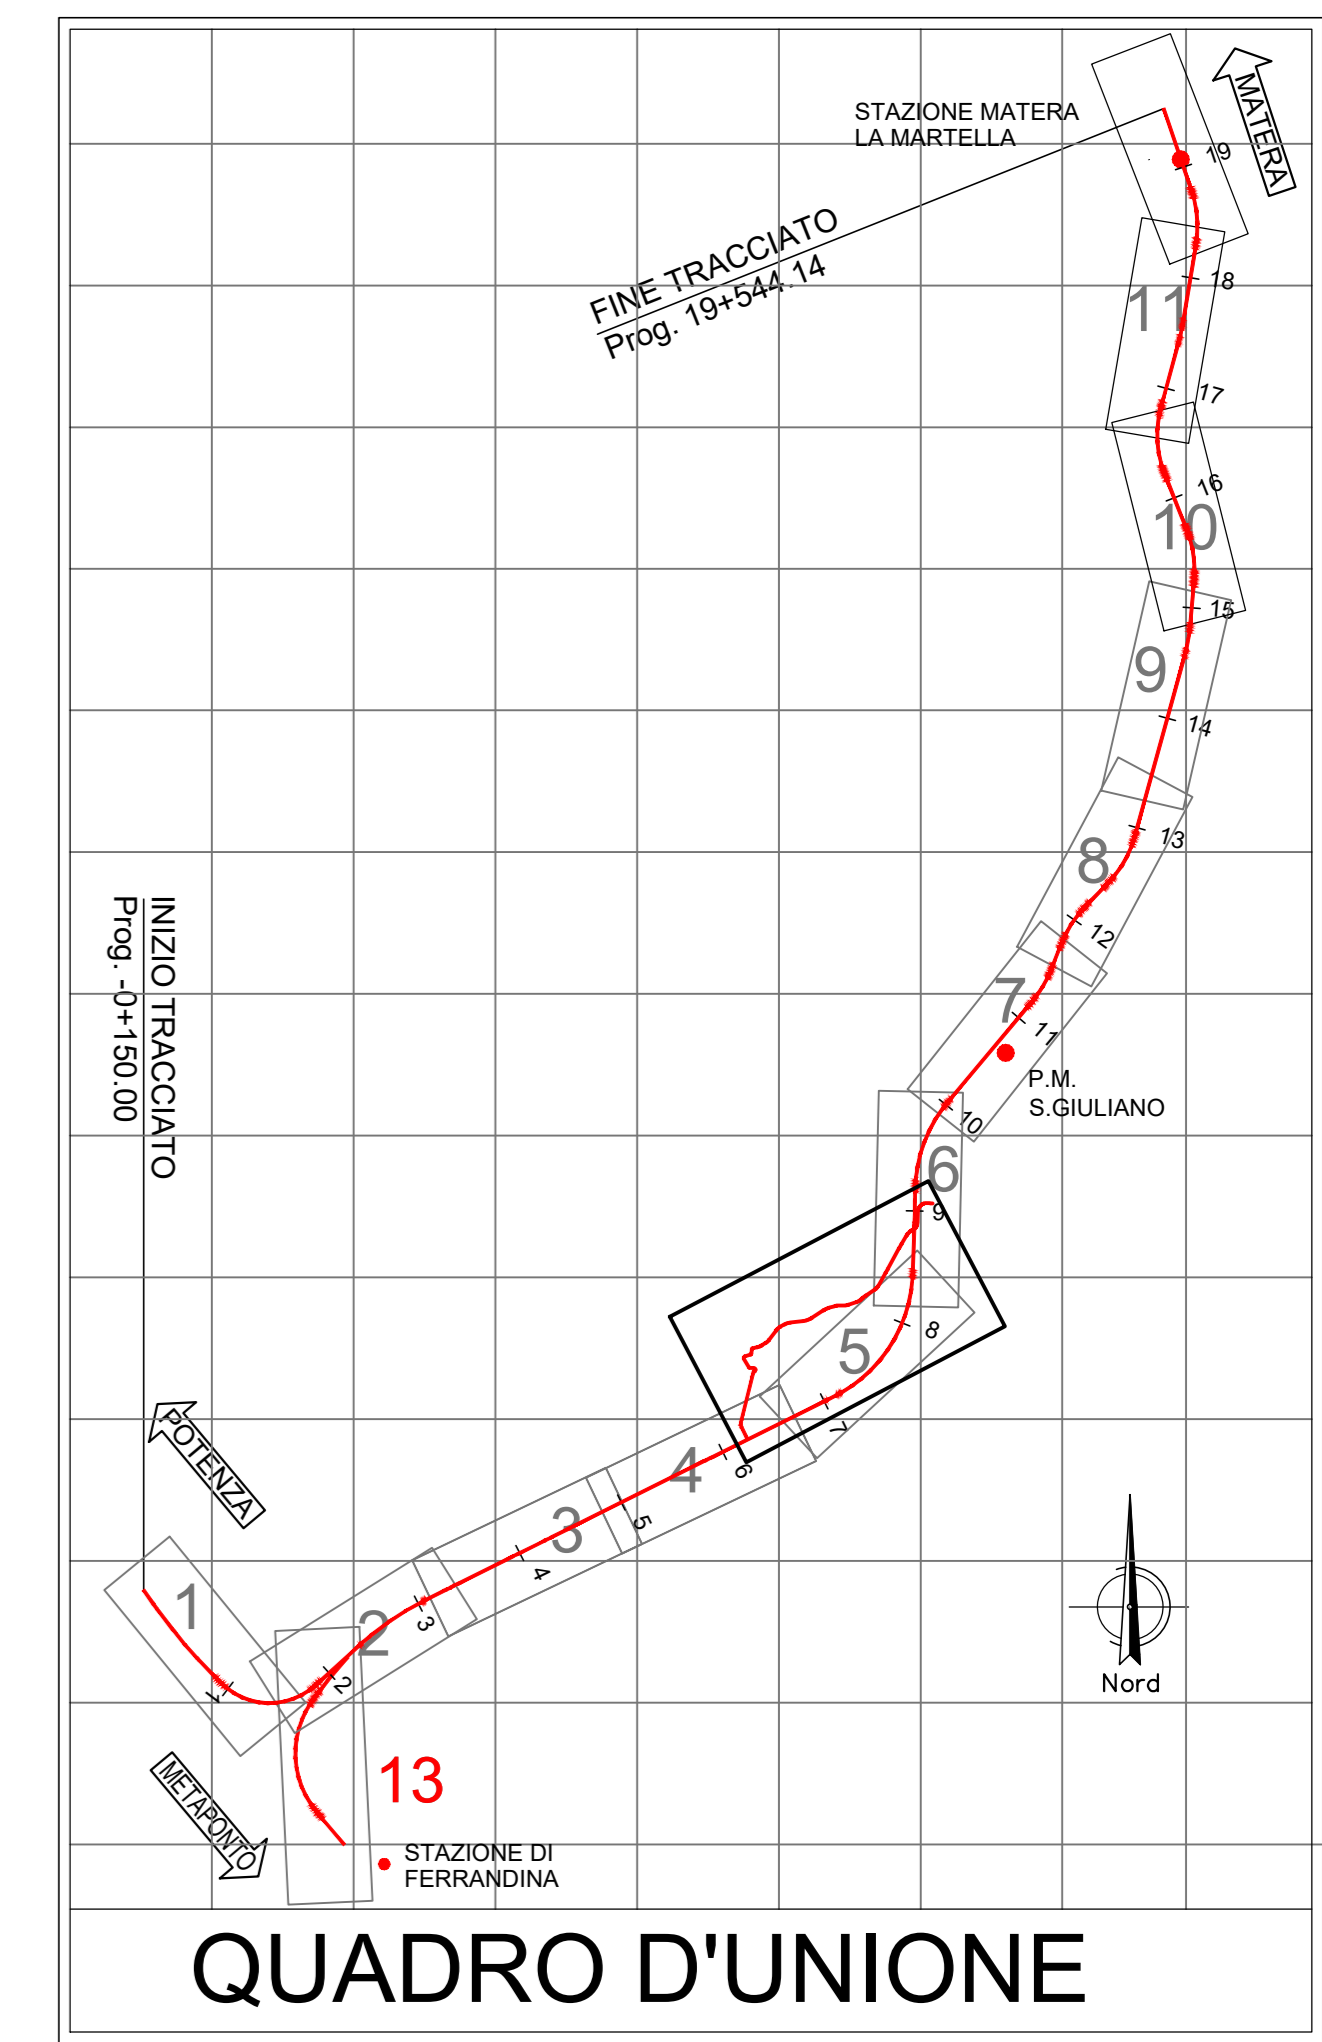 MATERA
STAZIONE MATERA
LA MARTELLA
19
FINE TRACCIATO
Prog. 19+544.14
18
11
17
16
10
15
9
14
13
8
12
7
11
INIZIO TRACCIATO
Prog. -0+150.00
P.M.
S.GIULIANO
10
6
9
8
5
7
POTENZA
6
4
5
3
4
3
1
2
2
1
Nord
METAPONTO
13
STAZIONE DI
FERRANDINA
QUADRO D'UNIONE